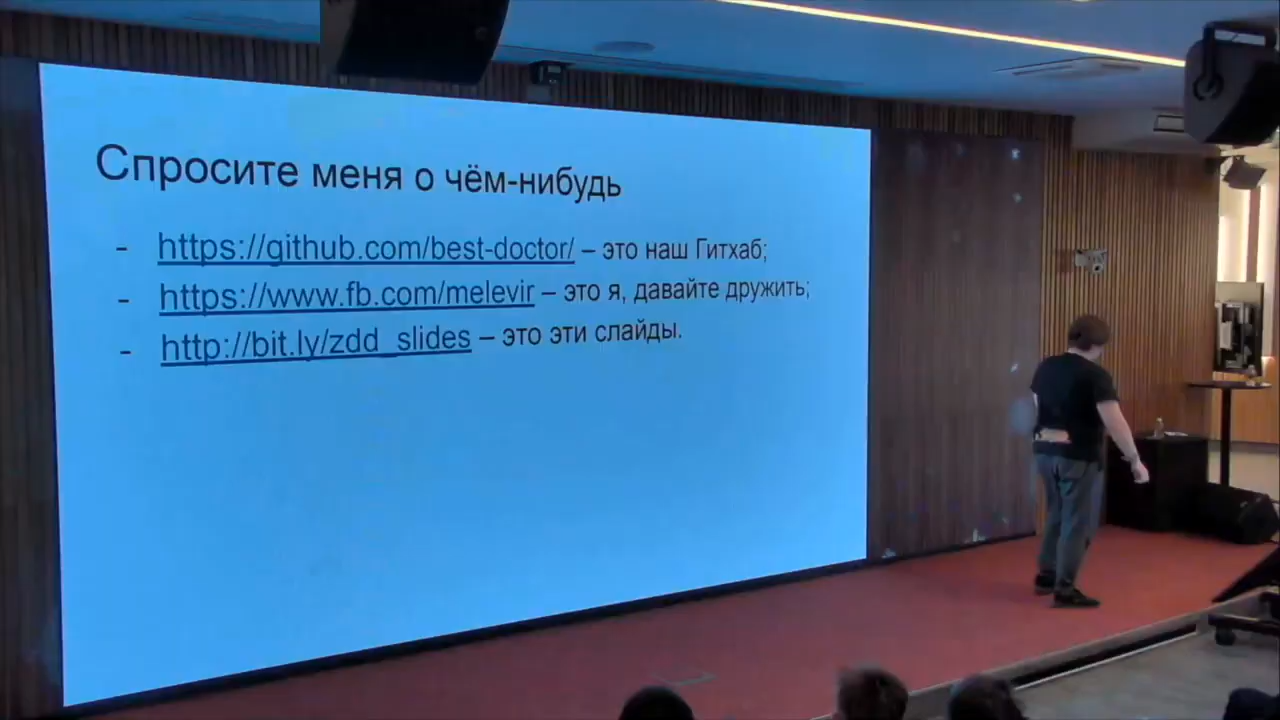 Спросите меня о чём-нибудь
- https://github.com/best-doctor/ – это наш Гитхаб;
- https://www.fb.com/melevir – это я, давайте дружить;
- http://bit.ly/zdd_slides – это эти слайды.